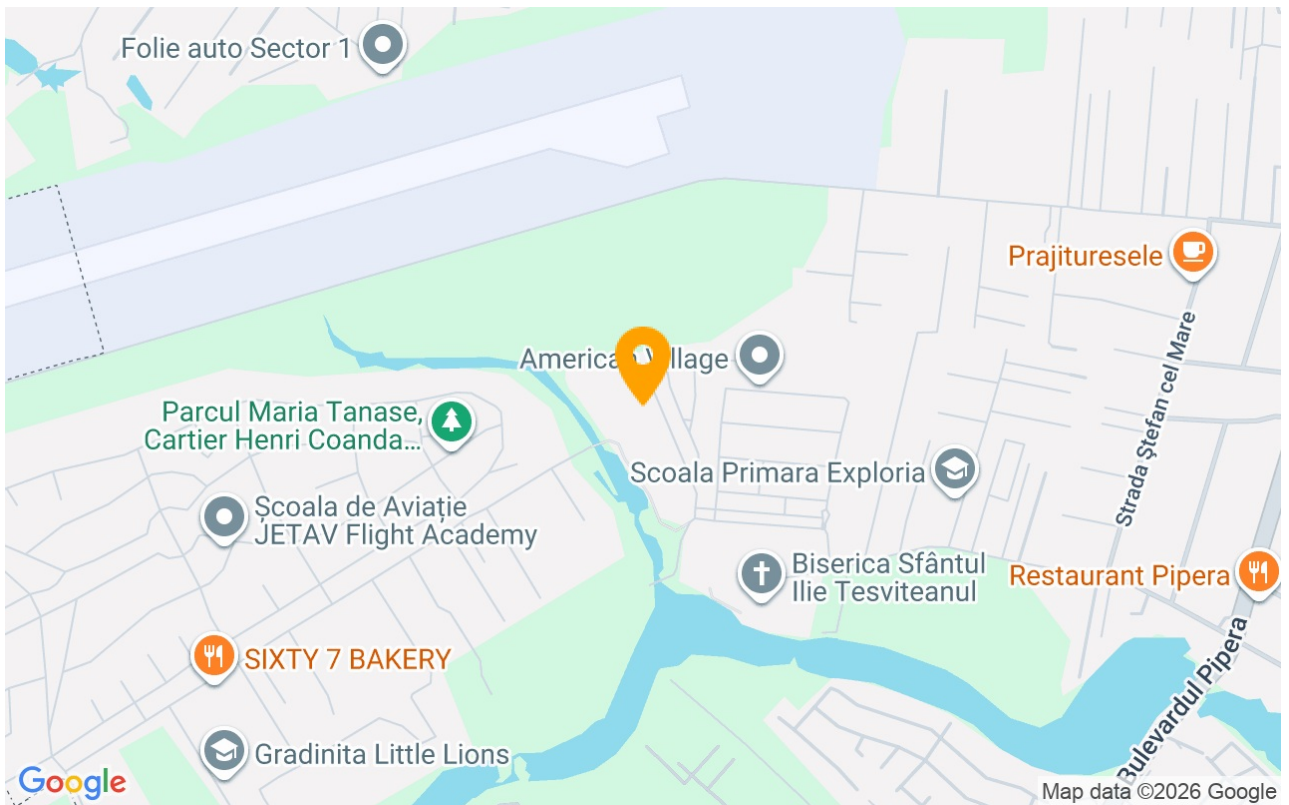 Folie auto Sector 1
Prajituresele
American Village
Strada Ștefan cel Mare
Parcul Maria Tanase,
Cartier Henri Coanda...
Scoala Primara Exploria
Școala de Aviație
JETAV Flight Academy
Biserica Sfântul
Ilie Tesviteanul
Restaurant Pipera
SIXTY 7 BAKERY
Bulevardul Pipera
Gradinita Little Lions
Google
Map data ©2026 Google